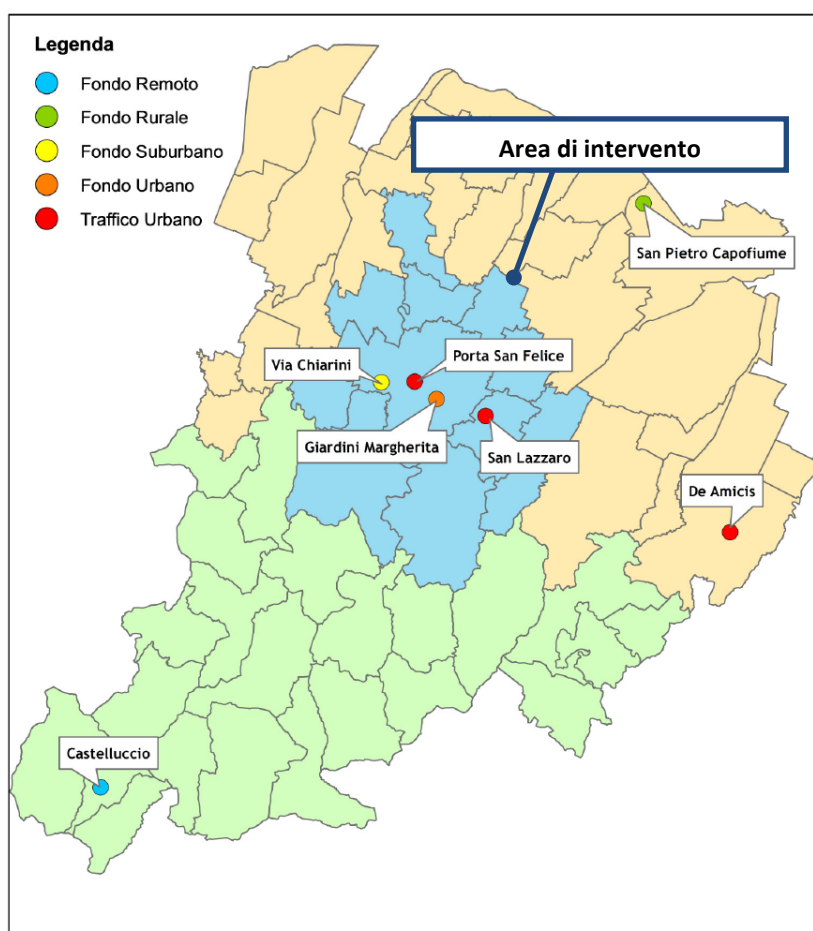 Legenda
Fondo Remoto
Fondo Rurale
Fondo Suburbano
Fondo Urbano
Traffico Urbano
Area di intervento
San Pietro Capofiume
Via Chiarini
Porta San Felice
Giardini Margherita
San Lazzaro
De Amicis
Castelluccio